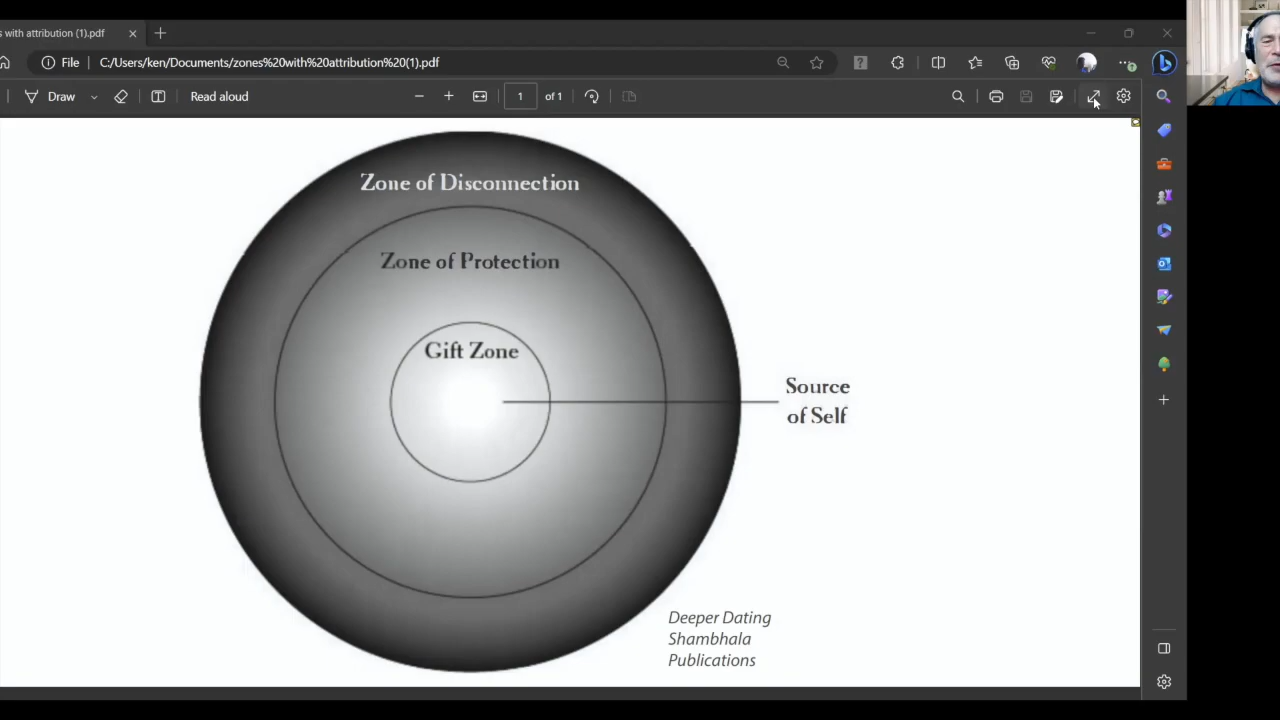 s with attribution (1).pdf
File
C:/Users/ken/Documents/zones%20with%20attribution%20(1).pdf
Draw
Read aloud
1
of 1
Zone of Disconnection
Zone of Protection
Gift Zone
Source
of Self
Deeper Dating
Shambhala
Publications